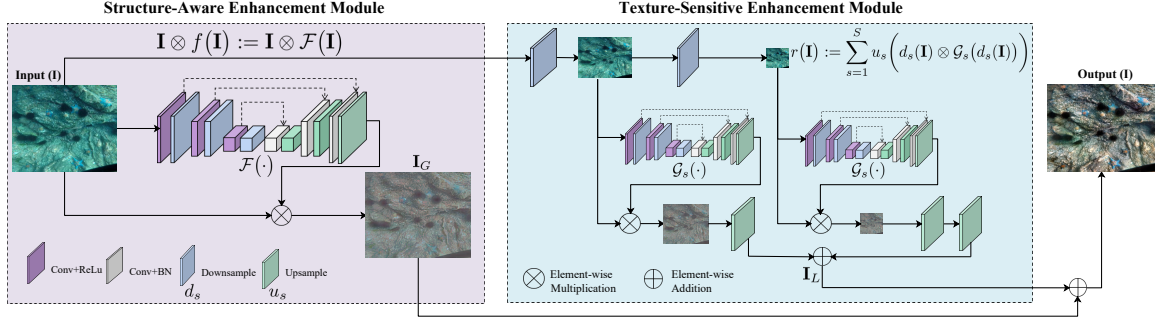 Structure-Aware Enhancement Module
I ⊗ f(I) := I ⊗ F(I)
Input (I)
F(·)
I_G
Conv+ReLu
Conv+BN
Downsample
d_s
Upsample
u_s
Texture-Sensitive Enhancement Module
r(I) := ∑_{s=1}^{S} u_s(d_s(I) ⊗ G_s(d_s(I)))
G_s(·)
G_s(·)
I_L
Element-wise
Multiplication
Element-wise
Addition
Output (I)